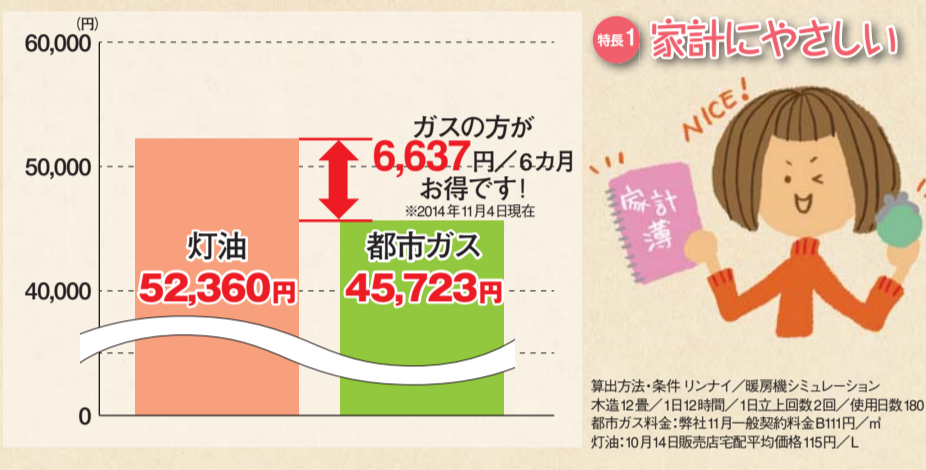 (円)
60,000
50,000
40,000
0
ガスの方が
6,637円／6カ月
お得です！
※2014年11月4日現在
灯油
52,360円
都市ガス
45,723円
特長1 家計にやさしい
NICE!
家計
簿
算出方法・条件 リンナイ／暖房機シミュレーション
木造12畳／1日12時間／1日立上回数2回／使用日数180
都市ガス料金：弊社11月一般契約料金B111円／㎥
灯油：10月14日販売店宅配平均価格115円／L